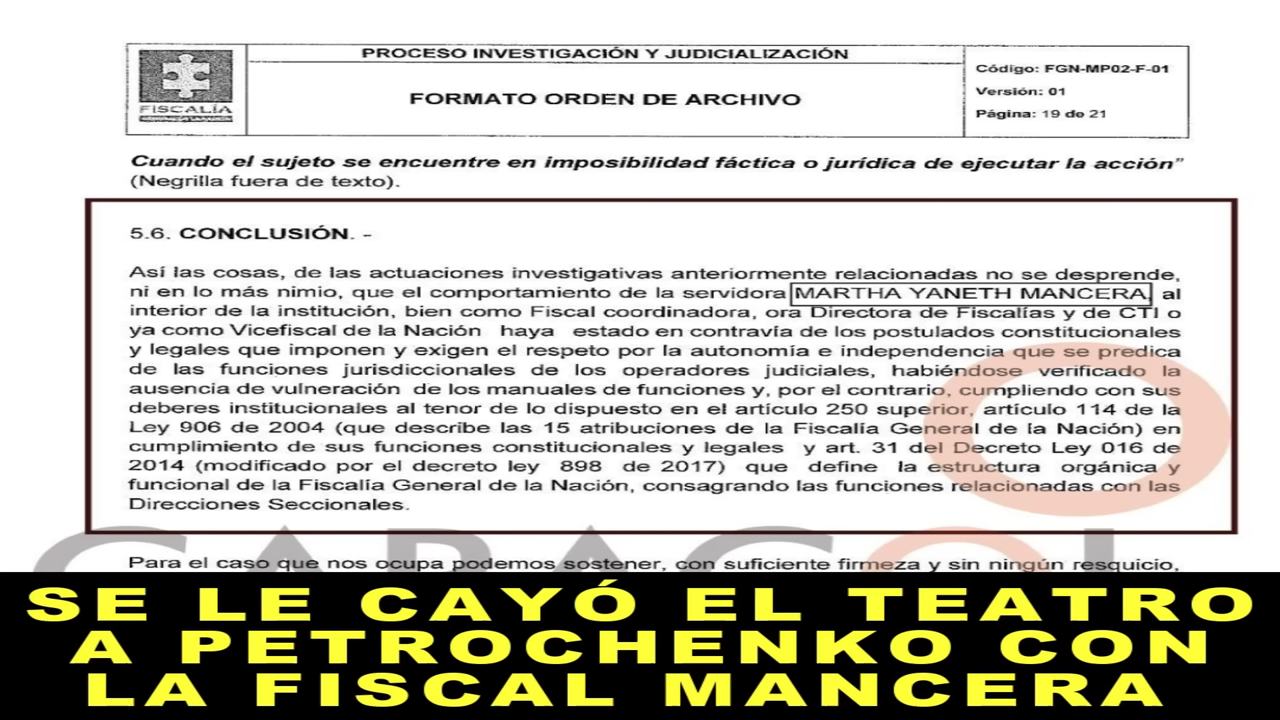 PROCESO INVESTIGACIÓN Y JUDICIALIZACIÓN
FISCALÍA
FORMATO ORDEN DE ARCHIVO
Código: FGN-MP02-F-01
Versión: 01
Página: 19 de 21
Cuando el sujeto se encuentre en imposibilidad fáctica o jurídica de ejecutar la acción”
(Negrilla fuera de texto).
5.6. CONCLUSIÓN. -
Así las cosas, de las actuaciones investigativas anteriormente relacionadas no se desprende,
ni en lo más nimio, que el comportamiento de la servidora MARTHA YANETH MANCERA, al
interior de la institución, bien como Fiscal coordinadora, ora Directora de Fiscalías y de CTI o
ya como Vicefiscal de la Nación haya estado en contravía de los postulados constitucionales
y legales que imponen y exigen el respeto por la autonomía e independencia que se predica
de las funciones jurisdiccionales de los operadores judiciales, habiéndose verificado la
ausencia de vulneración de los manuales de funciones y, por el contrario, cumpliendo con sus
deberes institucionales al tenor de lo dispuesto en el artículo 250 superior, artículo 114 de la
Ley 906 de 2004 (que describe las 15 atribuciones de la Fiscalía General de la Nación) en
cumplimiento de sus funciones constitucionales y legales y art. 31 del Decreto Ley 016 de
2014 (modificado por el decreto ley 898 de 2017) que define la estructura orgánica y
funcional de la Fiscalía General de la Nación, consagrando las funciones relacionadas con las
Direcciones Seccionales.
Para el caso que nos ocupa podemos sostener, con suficiente firmeza y sin ningún resquicio,
SE LE CAYÓ EL TEATRO
A PETROCHENKO CON
LA FISCAL MANCERA